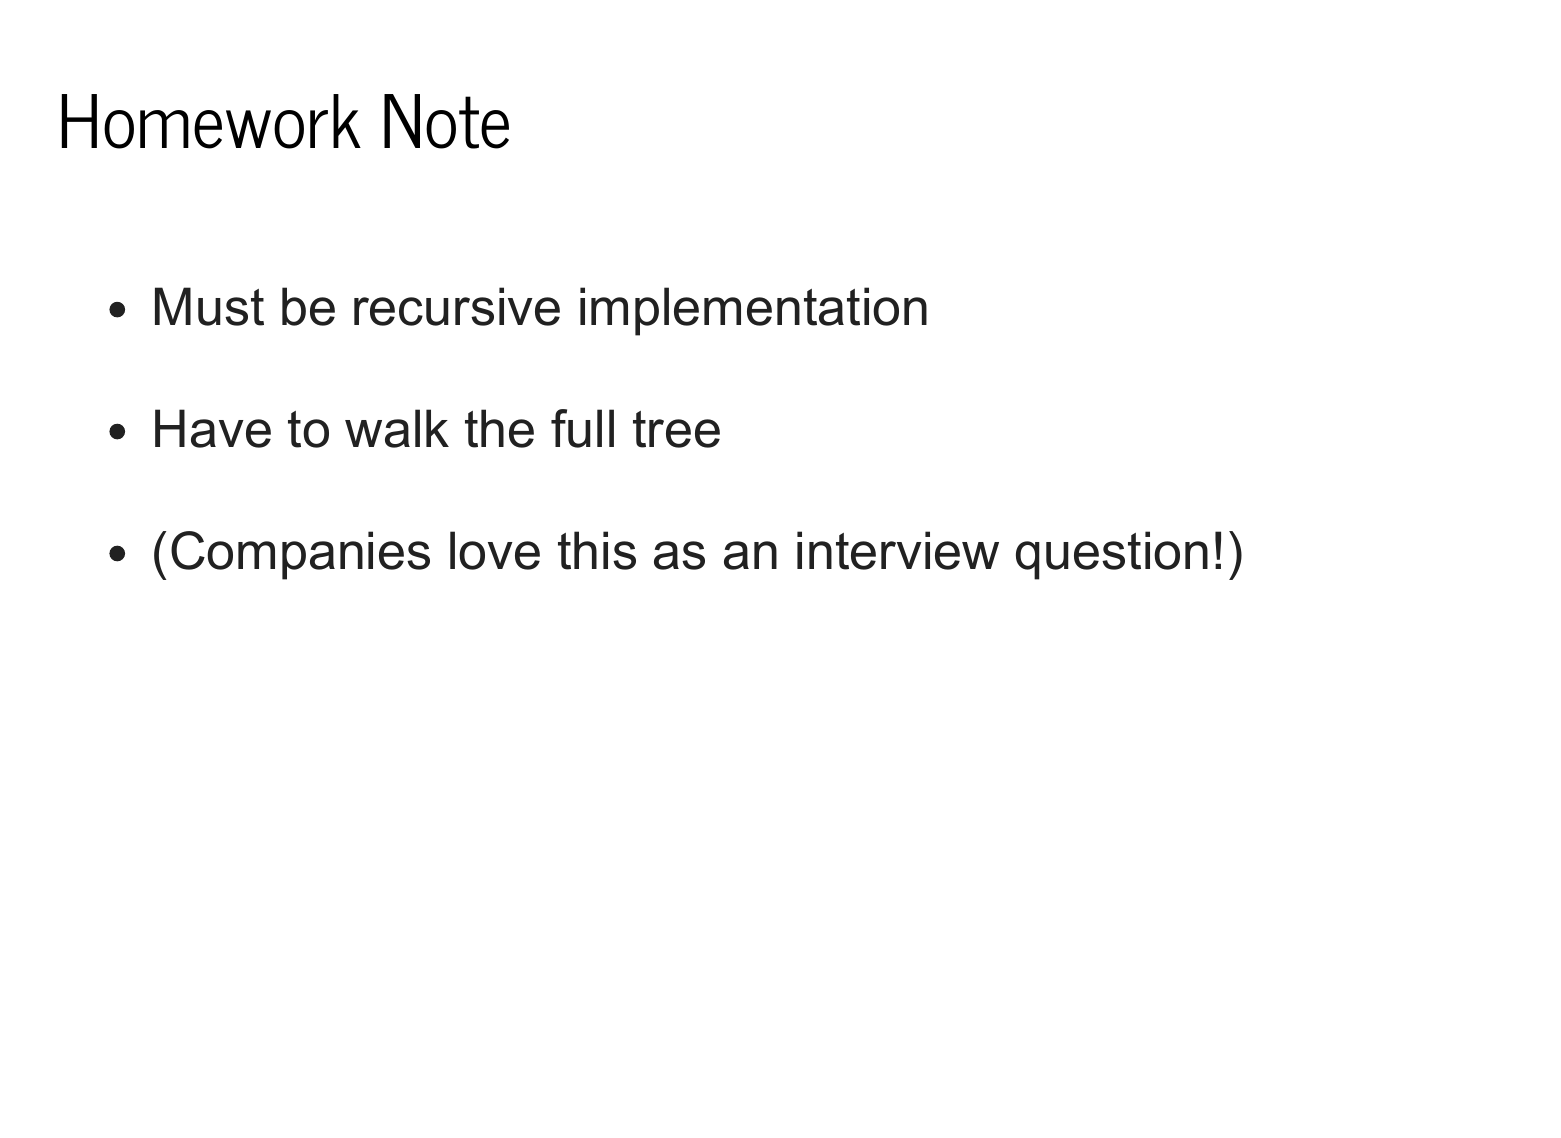 Homework Note
• Must be recursive implementation
• Have to walk the full tree
• (Companies love this as an interview question!)